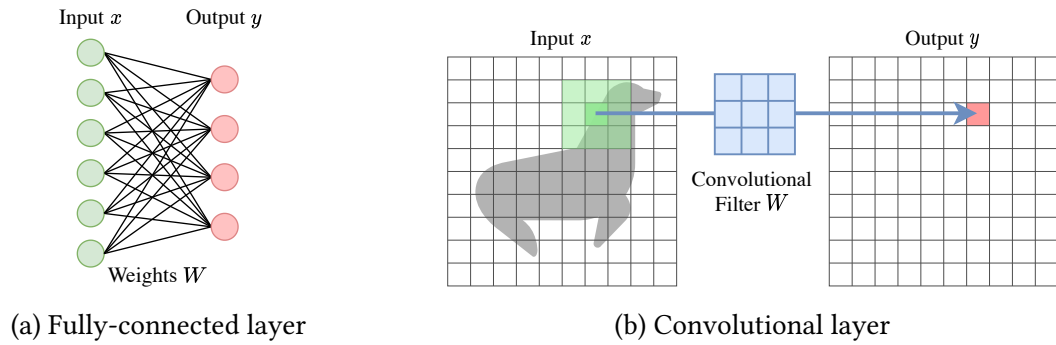 Input x
Output y
Weights W
(a) Fully-connected layer
Input x
Output y
Convolutional
Filter W
(b) Convolutional layer